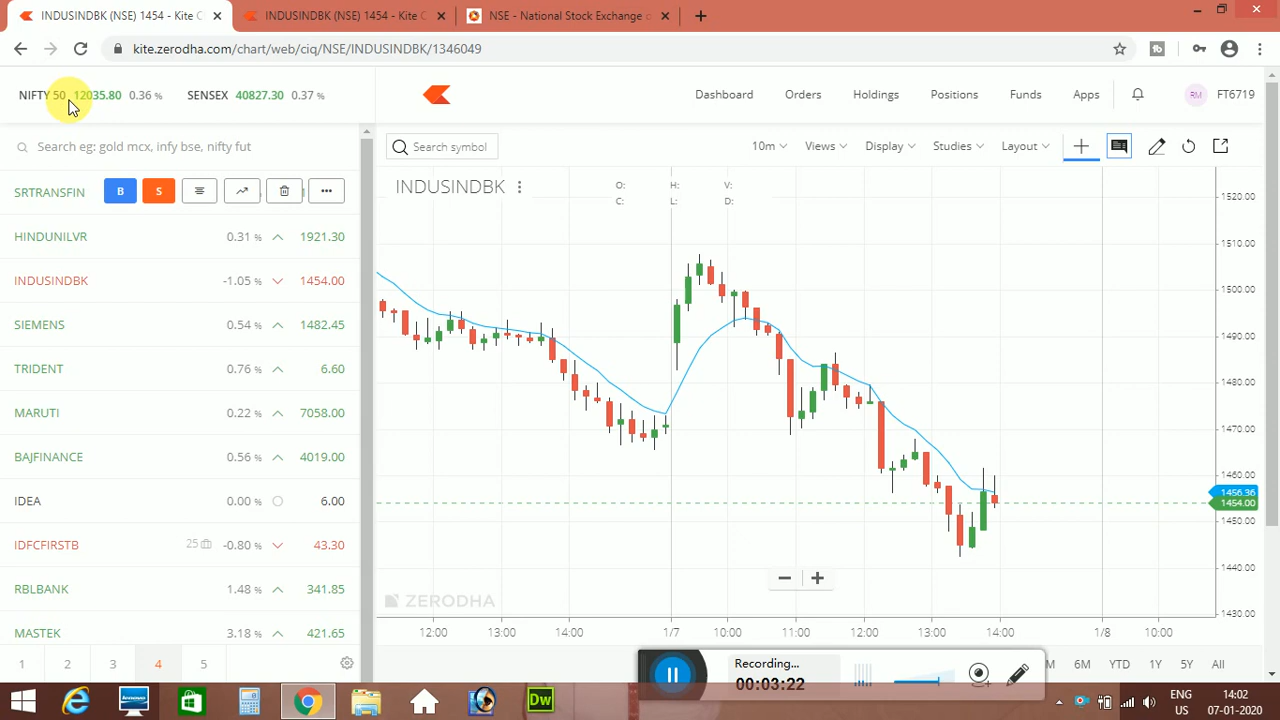 INDUSINDBK (NSE) 1454 - Kite C
INDUSINDBK (NSE) 1454 - Kite C
NSE - National Stock Exchange o
kite.zerodha.com/chart/web/ciq/NSE/INDUSINDBK/1346049
NIFTY 50 12035.80 0.36 %
SENSEX 40827.30 0.37 %
Dashboard Orders Holdings Positions Funds Apps RM FT6719
Search eg: gold mcx, infy bse, nifty fut
Search symbol
10m Views Display Studies Layout
SRTRANSFIN B S
HINDUNILVR 0.31 % 1921.30
INDUSINDBK -1.05 % 1454.00
SIEMENS 0.54 % 1482.45
TRIDENT 0.76 % 6.60
MARUTI 0.22 % 7058.00
BAJFINANCE 0.56 % 4019.00
IDEA 0.00 % 6.00
IDFCFIRSTB 25 -0.80 % 43.30
RBLBANK 1.48 % 341.85
MASTEK 3.18 % 421.65
1 2 3 4 5
INDUSINDBK
O: H: V:
C: L: D:
1520.00
1510.00
1500.00
1490.00
1480.00
1470.00
1460.00
1456.36
1454.00
1450.00
1440.00
1430.00
ZERODHA
12:00 13:00 14:00 1/7 10:00 11:00 12:00 13:00 14:00 1/8 10:00
M 6M YTD 1Y 5Y All
Recording...
00:03:22
Dw
ENG
US
14:02
07-01-2020